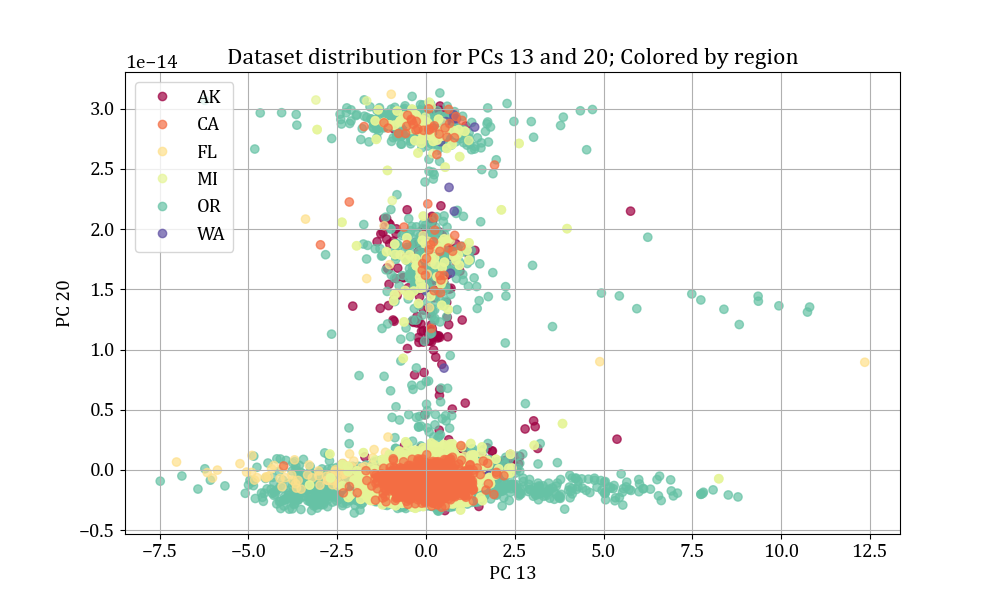 Dataset distribution for PCs 13 and 20; Colored by region
1e−14
AK
CA
FL
MI
OR
WA
3.0
2.5
2.0
1.5
1.0
0.5
0.0
−0.5
PC 20
−7.5 −5.0 −2.5 0.0 2.5 5.0 7.5 10.0 12.5
PC 13